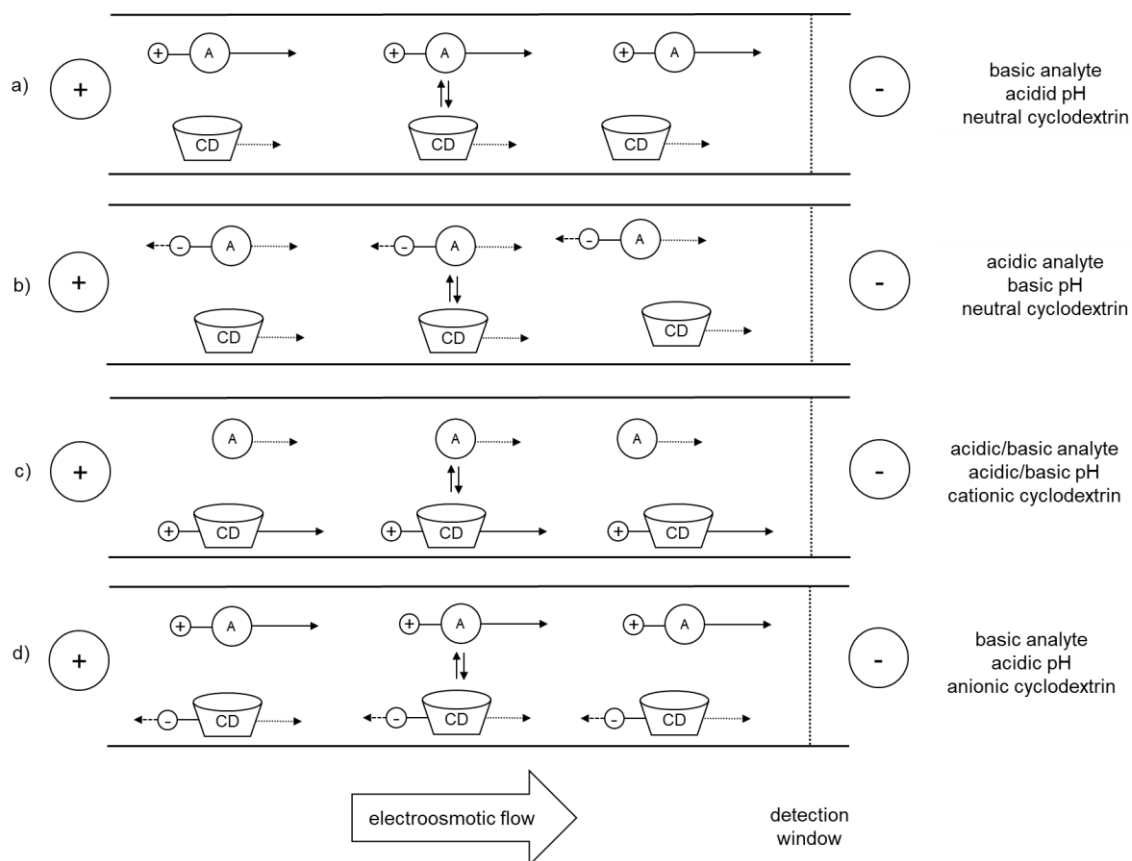 a)
+
+ A
+ A
+ A
CD
CD
CD
-
basic analyte
acidid pH
neutral cyclodextrin
b)
+
- A
- A
- A
CD
CD
CD
-
acidic analyte
basic pH
neutral cyclodextrin
c)
+
A
A
A
+ CD
+ CD
+ CD
-
acidic/basic analyte
acidic/basic pH
cationic cyclodextrin
d)
+
+ A
+ A
+ A
- CD
- CD
- CD
-
basic analyte
acidic pH
anionic cyclodextrin
electroosmotic flow
detection
window